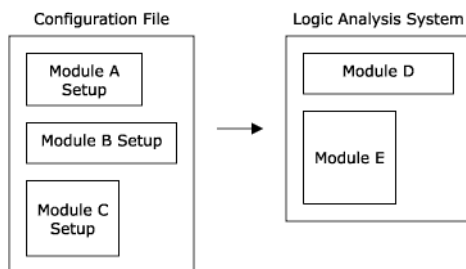 Configuration File
Module A
Setup
Module B Setup
Module C
Setup
Logic Analysis System
Module D
Module E